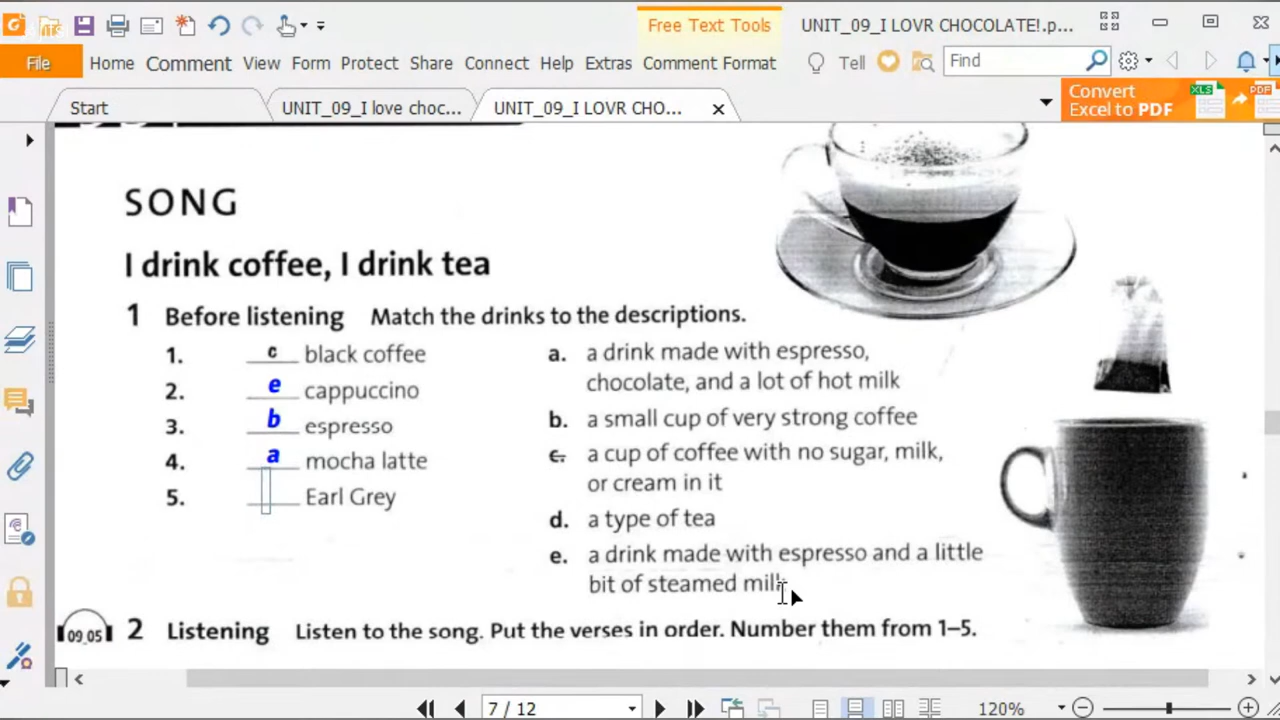 Free Text Tools
UNIT_09_I LOVR CHOCOLATE!.p...
File
Home
Comment
View
Form
Protect
Share
Connect
Help
Extras
Comment Format
Tell
Find
Start
UNIT_09_I love choc...
UNIT_09_I LOVR CHO...
Convert
Excel to PDF
XLS
PDF
SONG
I drink coffee, I drink tea
1 Before listening Match the drinks to the descriptions.
1. c black coffee
2. e cappuccino
3. b espresso
4. a mocha latte
5. ___ Earl Grey
a. a drink made with espresso,
chocolate, and a lot of hot milk
b. a small cup of very strong coffee
c. a cup of coffee with no sugar, milk,
or cream in it
d. a type of tea
e. a drink made with espresso and a little
bit of steamed milk
09 05
2 Listening Listen to the song. Put the verses in order. Number them from 1–5.
7 / 12
120%